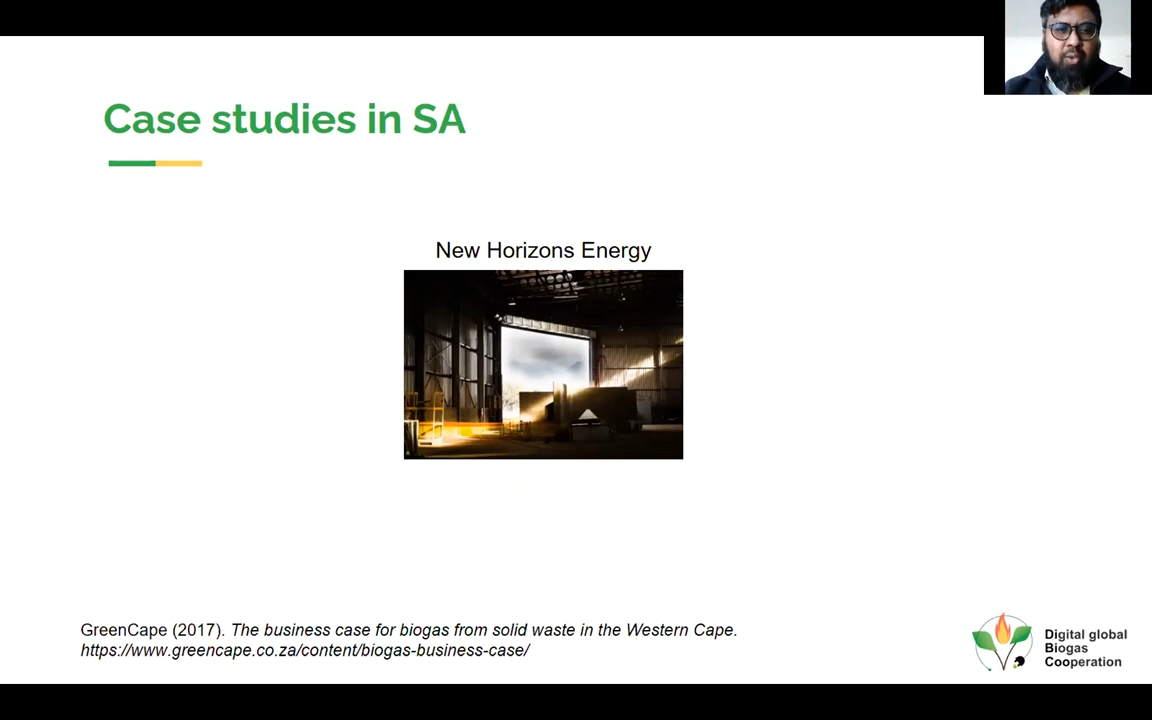 Case studies in SA
New Horizons Energy
GreenCape (2017). The business case for biogas from solid waste in the Western Cape.
https://www.greencape.co.za/content/biogas-business-case/
Digital global
Biogas
Cooperation